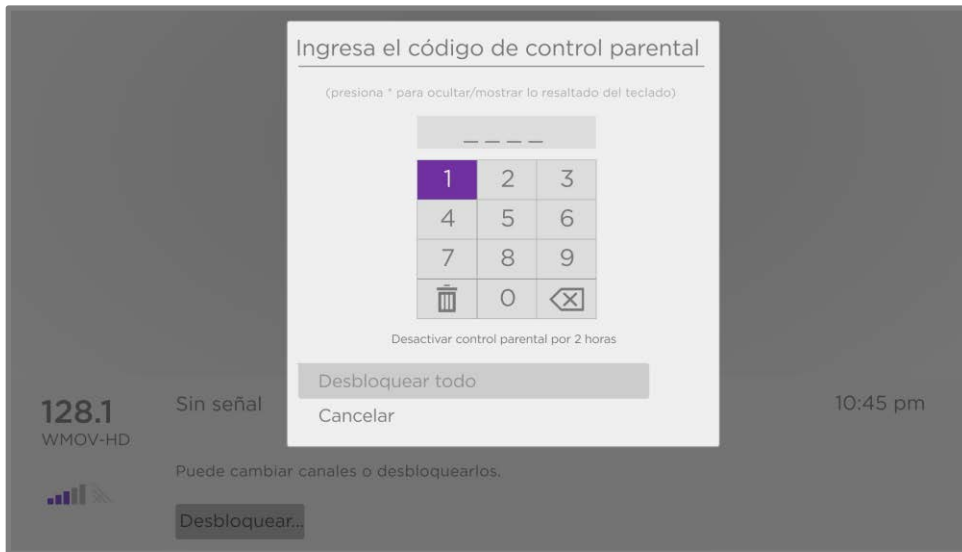 Ingresa el código de control parental
(presiona * para ocultar/mostrar lo resaltado del teclado)
_ _ _ _
1 2 3
4 5 6
7 8 9
0
Desactivar control parental por 2 horas
Desbloquear todo
Cancelar
128.1
WMOV-HD
Sin señal
10:45 pm
Puede cambiar canales o desbloquearlos.
Desbloquear...